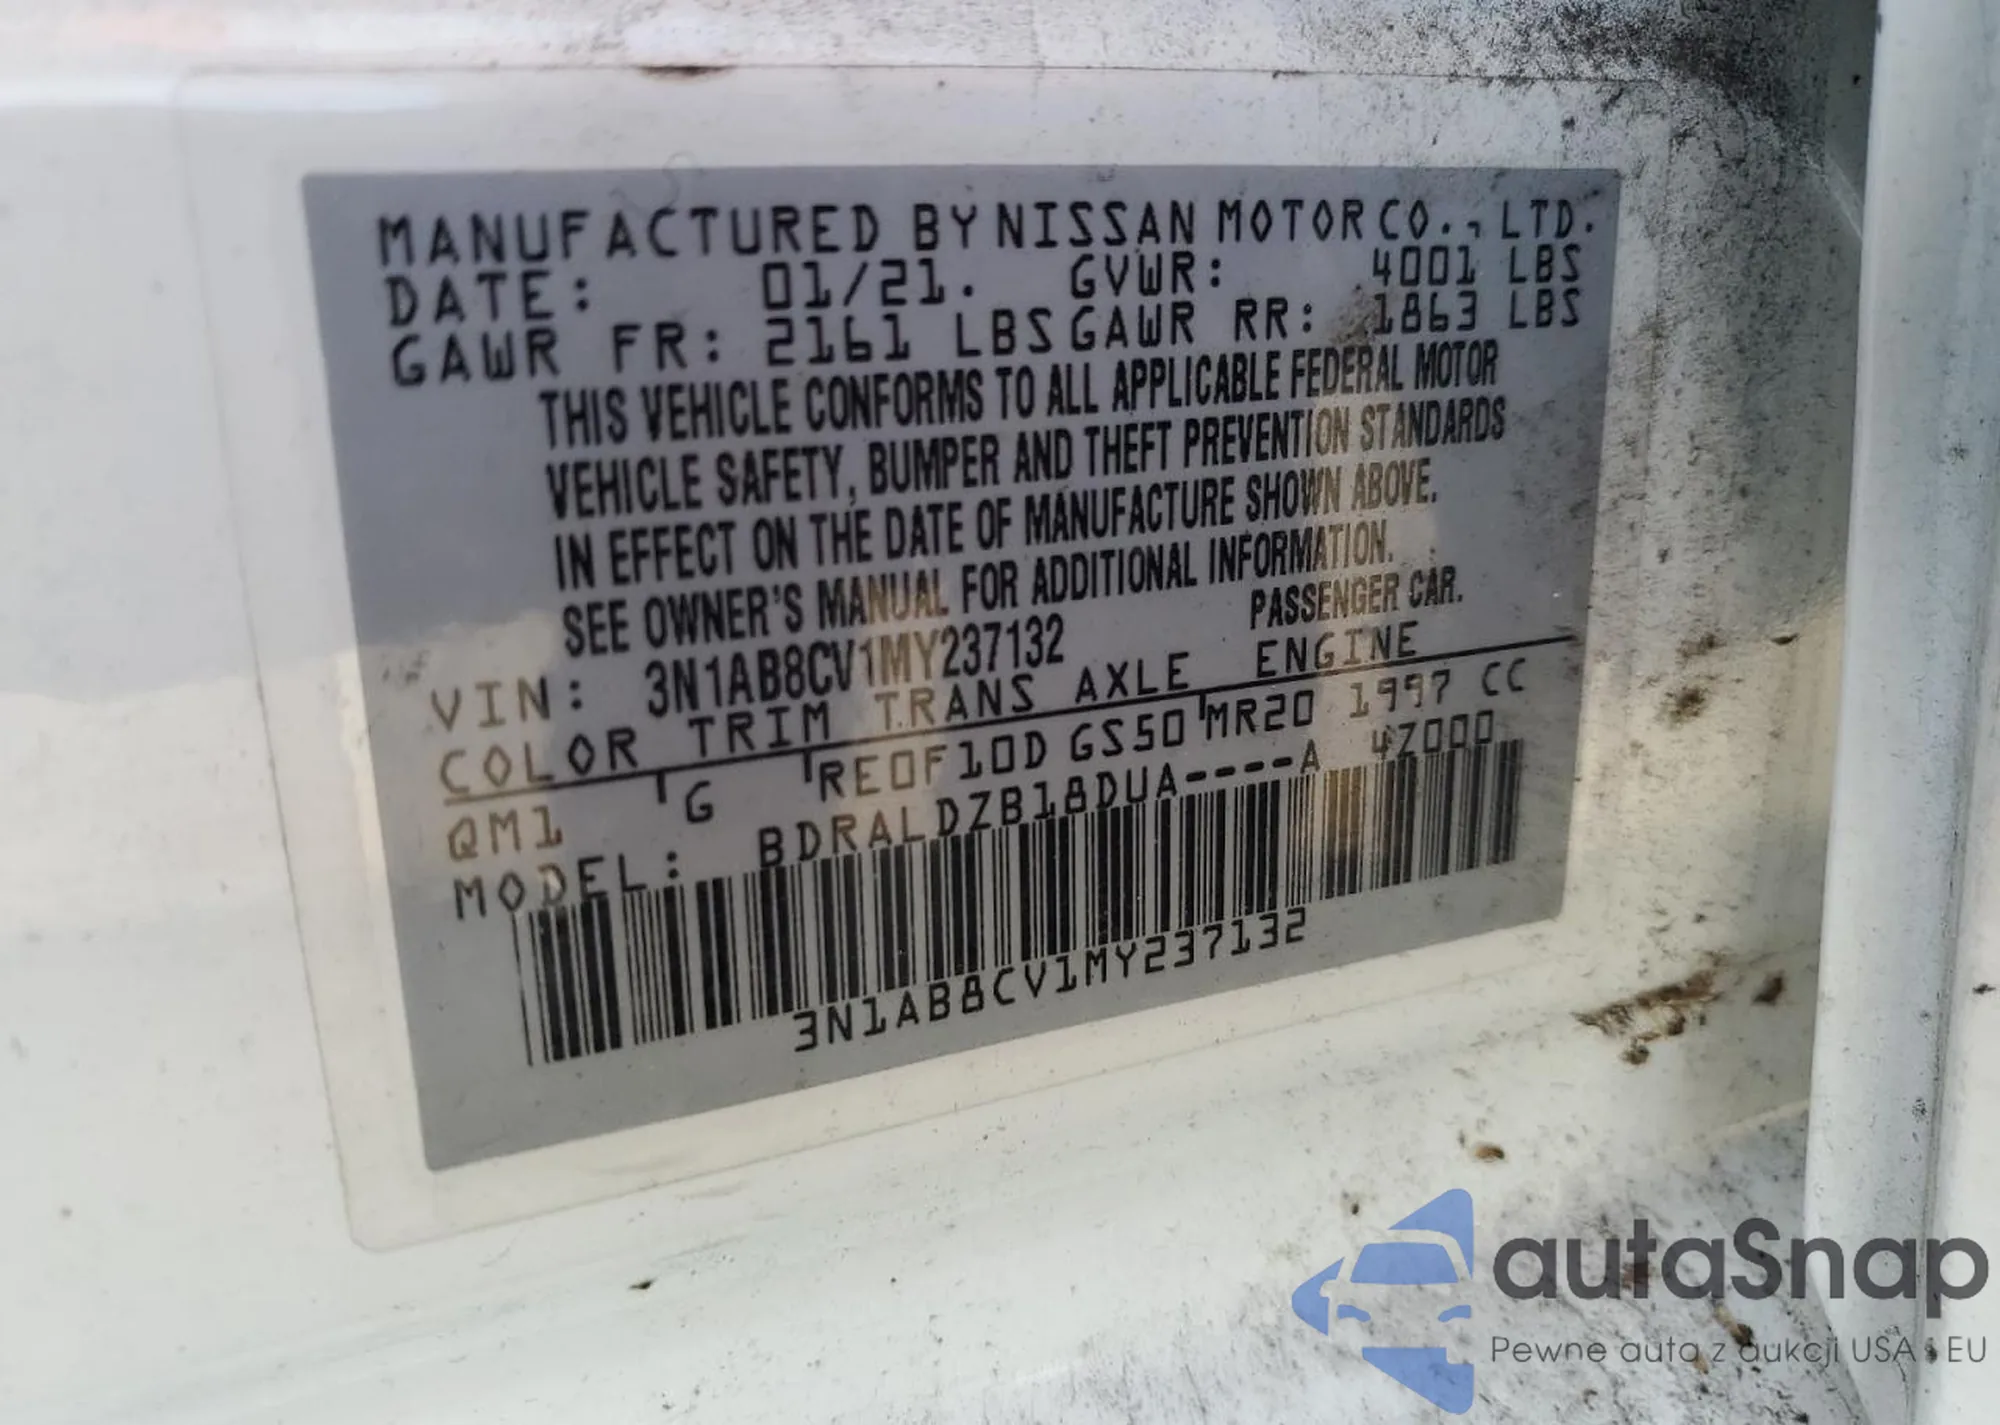 MANUFACTURED BY NISSAN MOTOR CO., LTD.
DATE: 01/21. GVWR: 4001 LBS
GAWR FR: 2161 LBS GAWR RR: 1863 LBS
THIS VEHICLE CONFORMS TO ALL APPLICABLE FEDERAL MOTOR
VEHICLE SAFETY, BUMPER AND THEFT PREVENTION STANDARDS
IN EFFECT ON THE DATE OF MANUFACTURE SHOWN ABOVE.
SEE OWNER'S MANUAL FOR ADDITIONAL INFORMATION.
VIN: 3N1AB8CV1MY237132 PASSENGER CAR.
COLOR TRIM TRANS AXLE ENGINE
QM1 G RE0F10D GS50 MR20 1997 CC
MODEL: BDRALDZB18DUA----A 4Z000
3N1AB8CV1MY237132
autaSnap
Pewne auta z aukcji USA i EU